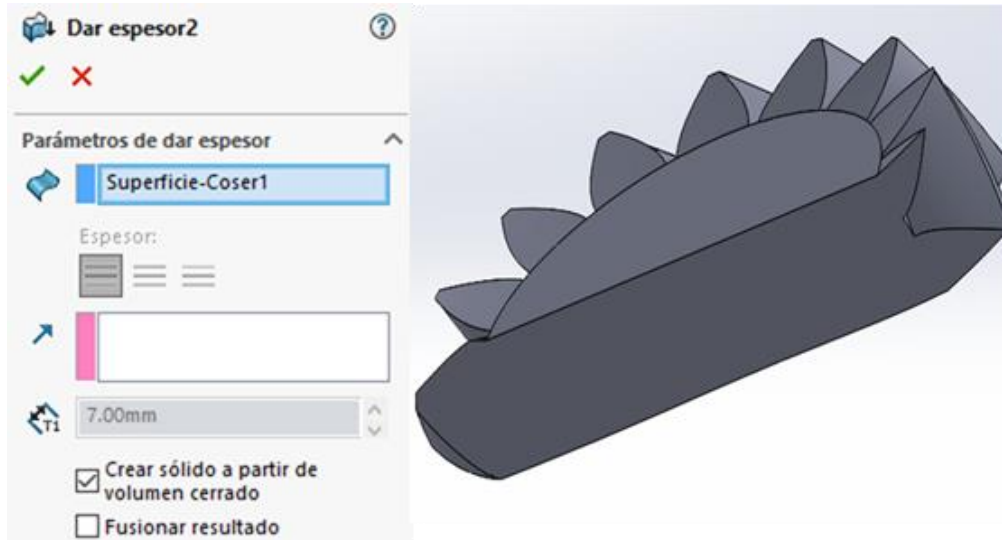 Dar espesor2
Parámetros de dar espesor
Superficie-Coser1
Espesor:
T1
7.00mm
Crear sólido a partir de
volumen cerrado
Fusionar resultado